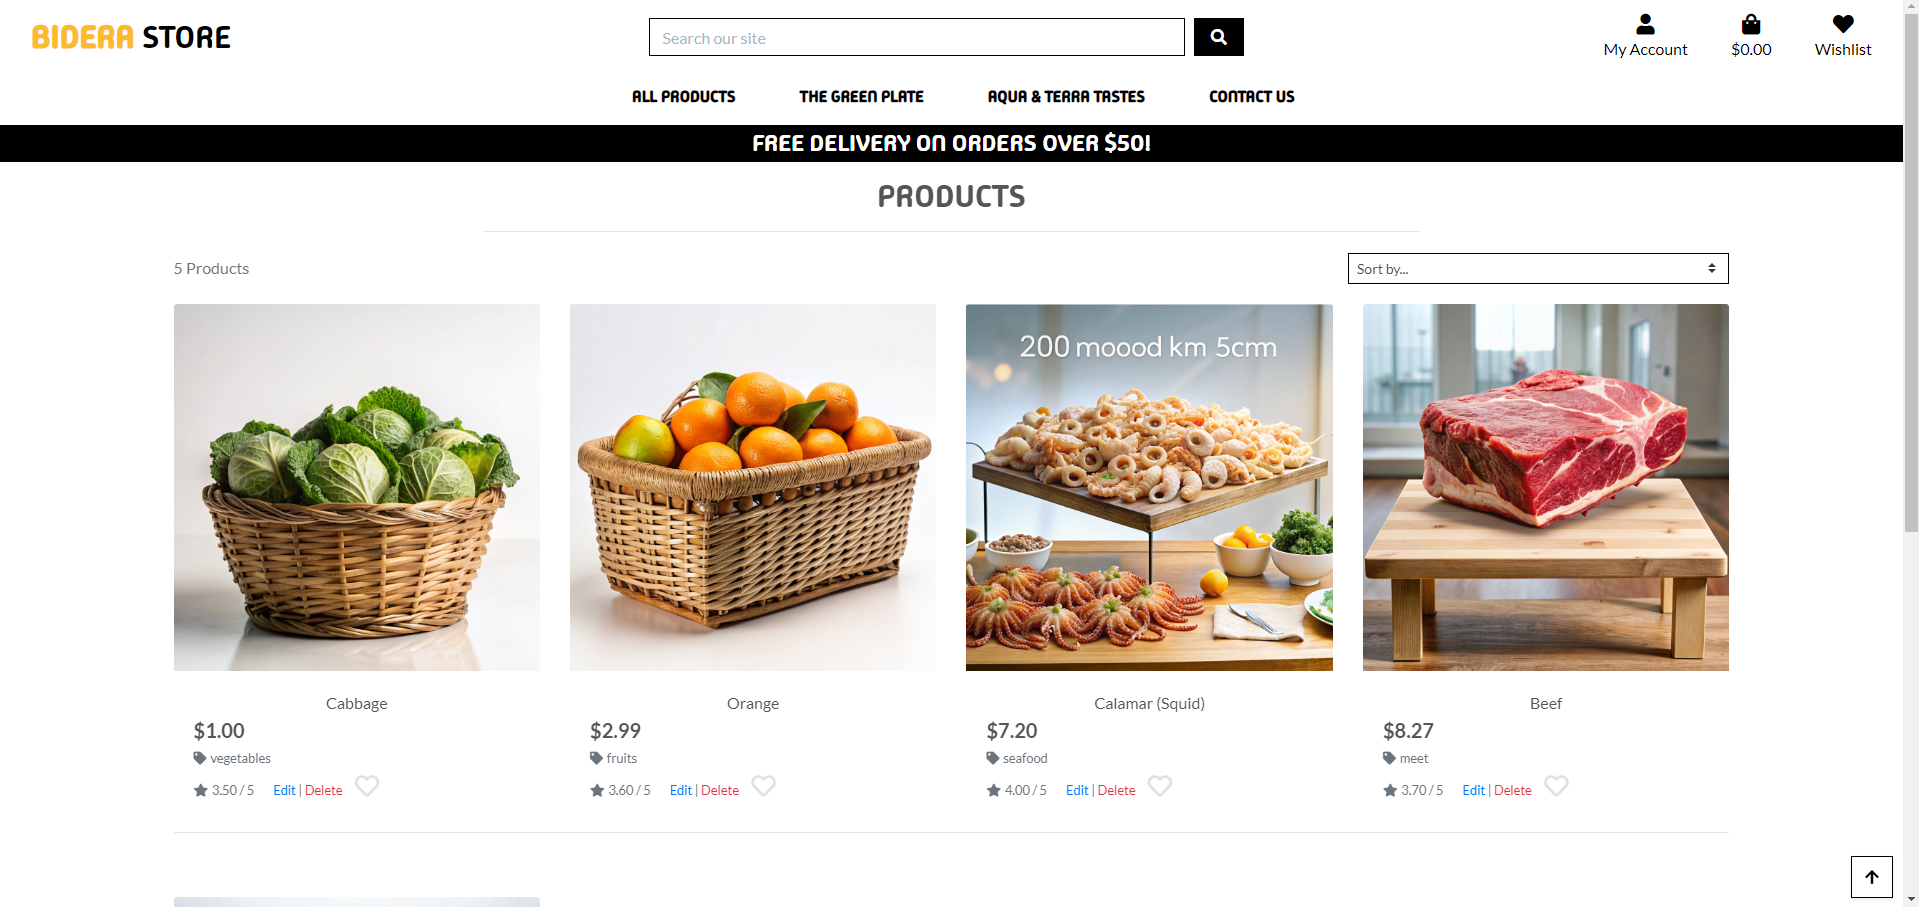 BIDERA STORE
Search our site
My Account
$0.00
Wishlist
ALL PRODUCTS
THE GREEN PLATE
AQUA & TERRA TASTES
CONTACT US
FREE DELIVERY ON ORDERS OVER $50!
PRODUCTS
5 Products
Sort by...
200 moood km 5cm
Cabbage
$1.00
vegetables
3.50 / 5 Edit | Delete
Orange
$2.99
fruits
3.60 / 5 Edit | Delete
Calamar (Squid)
$7.20
seafood
4.00 / 5 Edit | Delete
Beef
$8.27
meet
3.70 / 5 Edit | Delete